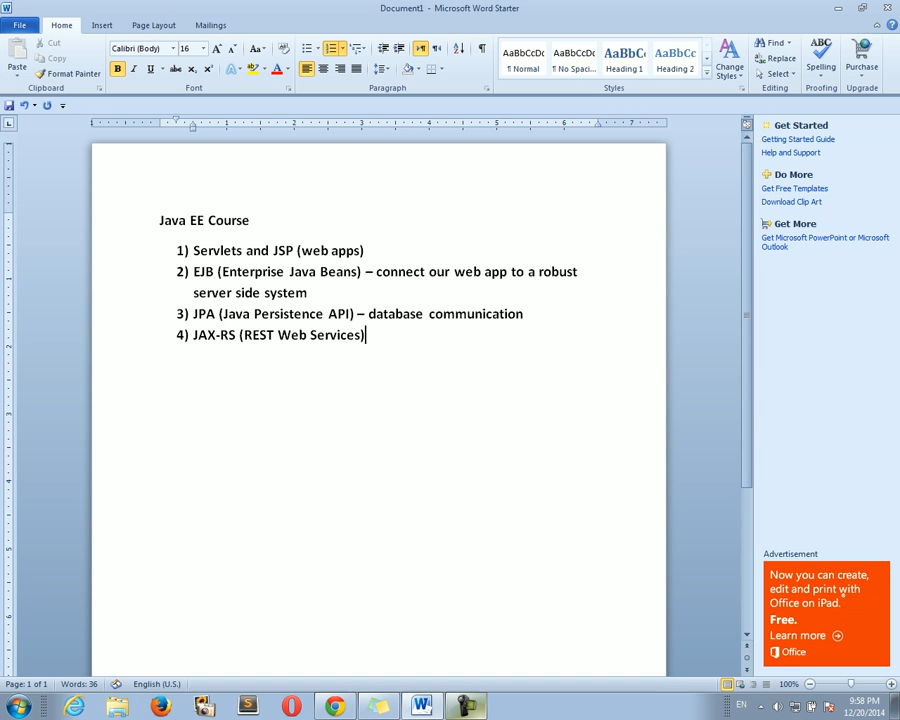 Document1 - Microsoft Word Starter
File Home Insert Page Layout Mailings
Paste Cut Copy Format Painter Clipboard
Calibri (Body) 16 Font
Paragraph
AaBbCcDc ¶ Normal AaBbCcDc ¶ No Spaci... AaBbC Heading 1 AaBbCc Heading 2 Change Styles Styles
Find Replace Select Editing
Spelling Proofing
Purchase Upgrade
Java EE Course
1) Servlets and JSP (web apps)
2) EJB (Enterprise Java Beans) – connect our web app to a robust
server side system
3) JPA (Java Persistence API) – database communication
4) JAX-RS (REST Web Services)
Get Started
Getting Started Guide
Help and Support
Do More
Get Free Templates
Download Clip Art
Get More
Get Microsoft PowerPoint or Microsoft
Outlook
Advertisement
Now you can create,
edit and print with
Office on iPad.*
Free.
Learn more
Office
Page: 1 of 1 Words: 36 English (U.S.) 100%
EN 9:58 PM
12/20/2014